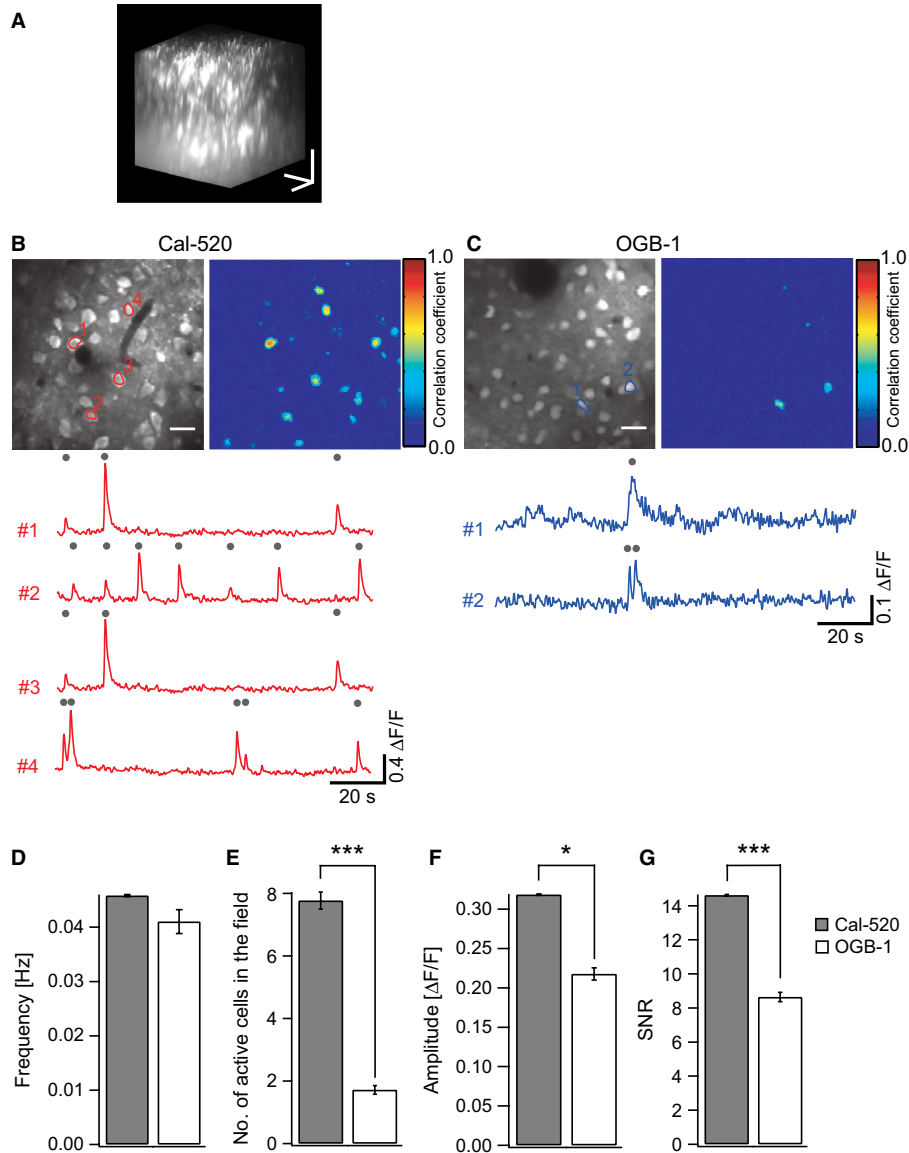 A
B
Cal-520
1
2
3
4
1.0
Correlation coefficient
0.0
C
OGB-1
1
2
1.0
Correlation coefficient
0.0
#1
#2
#3
#4
0.4 ΔF/F
20 s
#1
#2
0.1 ΔF/F
20 s
D
Frequency [Hz]
0.04
0.03
0.02
0.01
0.00
E
***
No. of active cells in the field
8
6
4
2
0
F
*
Amplitude [ΔF/F]
0.30
0.25
0.20
0.15
0.10
0.05
0.00
G
***
SNR
14
12
10
8
6
4
2
0
Cal-520
OGB-1